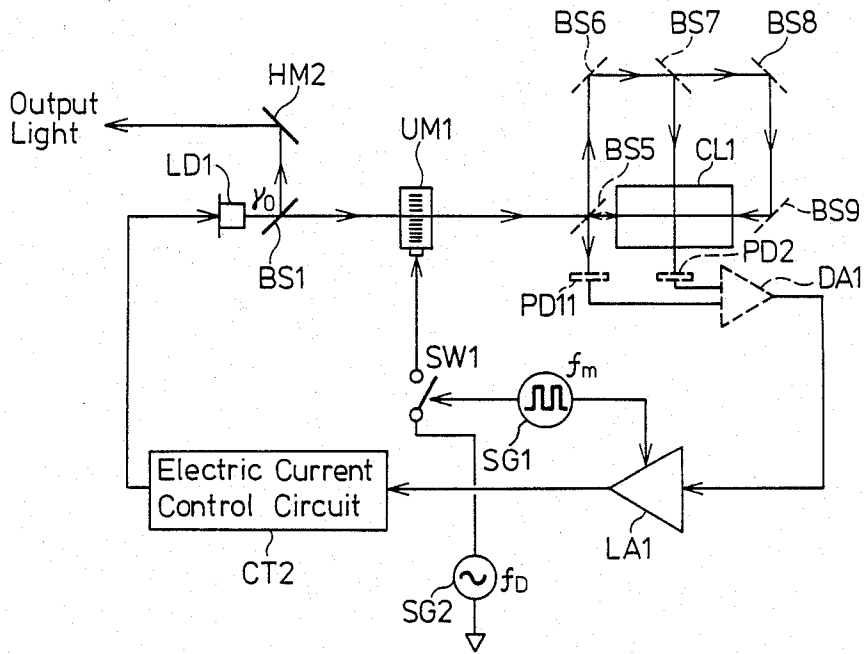 BS6
BS7
BS8
HM2
Output
Light
UM1
LD1
γ0
BS5
CL1
BS1
BS9
PD2
PD11
DA1
SW1
fm
SG1
Electric Current
Control Circuit
LA1
CT2
SG2
fD